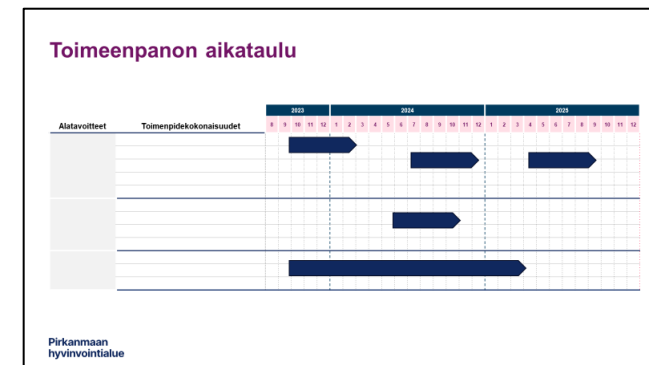 Toimeenpanon aikataulu
2023 2024 2025
Alatavoitteet Toimenpidekokonaisuudet 8 9 10 11 12 1 2 3 4 5 6 7 8 9 10 11 12 1 2 3 4 5 6 7 8 9 10 11 12
Pirkanmaan
hyvinvointialue